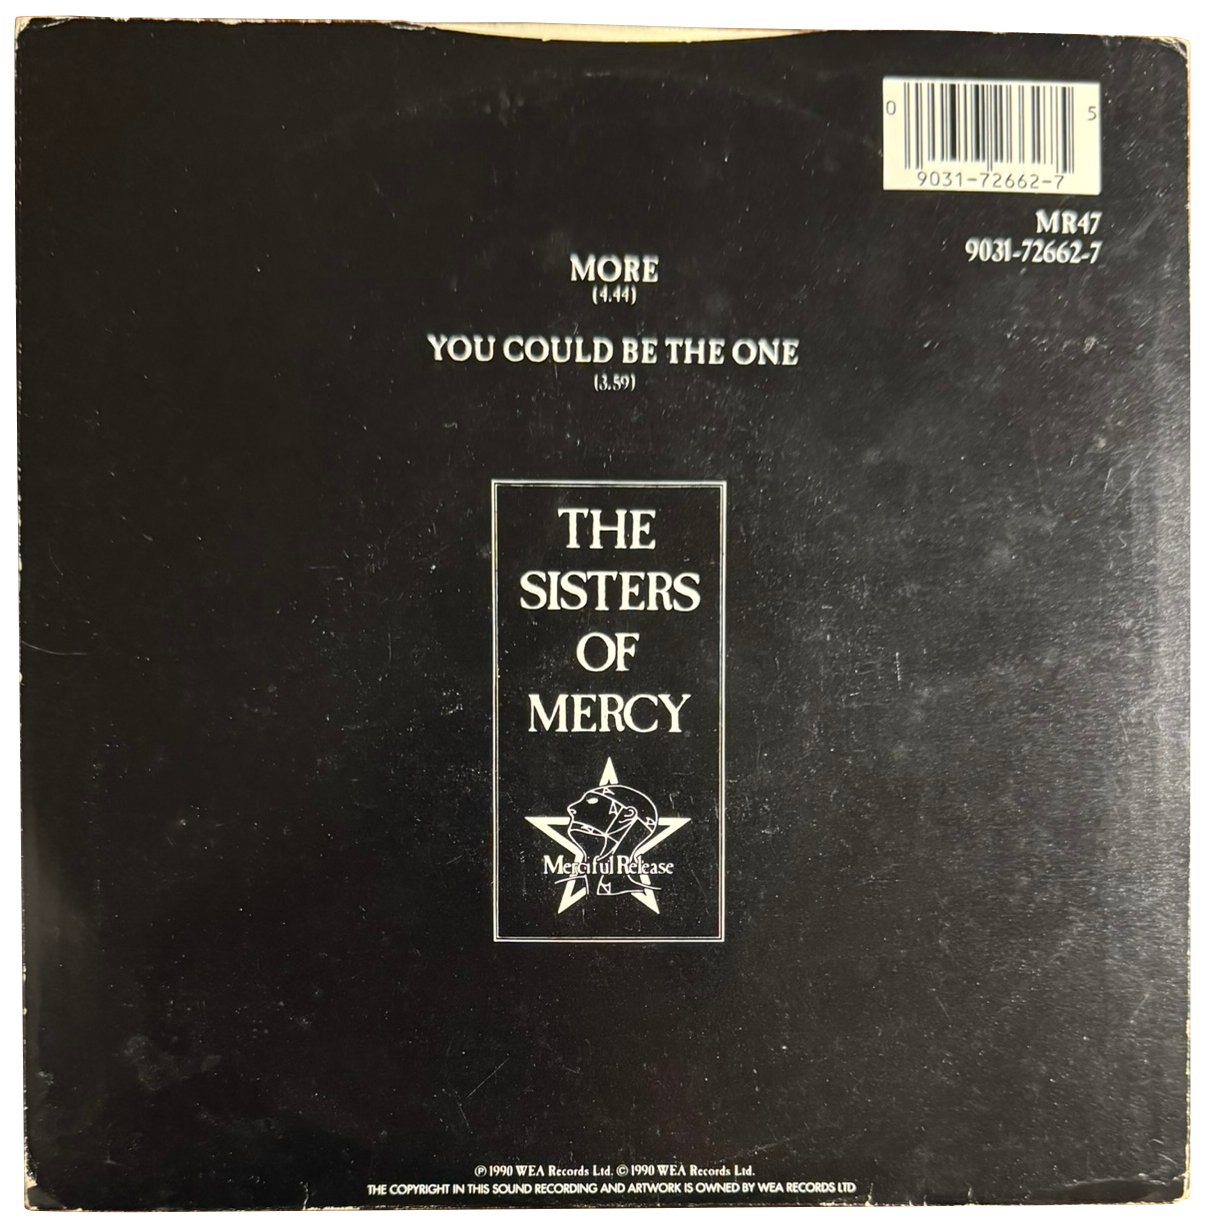 0 5
9031-72662-7
MR47
9031-72662-7
MORE
(4.44)
YOU COULD BE THE ONE
(3.59)
THE
SISTERS
OF
MERCY
Merciful Release
℗ 1990 WEA Records Ltd. © 1990 WEA Records Ltd.
THE COPYRIGHT IN THIS SOUND RECORDING AND ARTWORK IS OWNED BY WEA RECORDS LTD